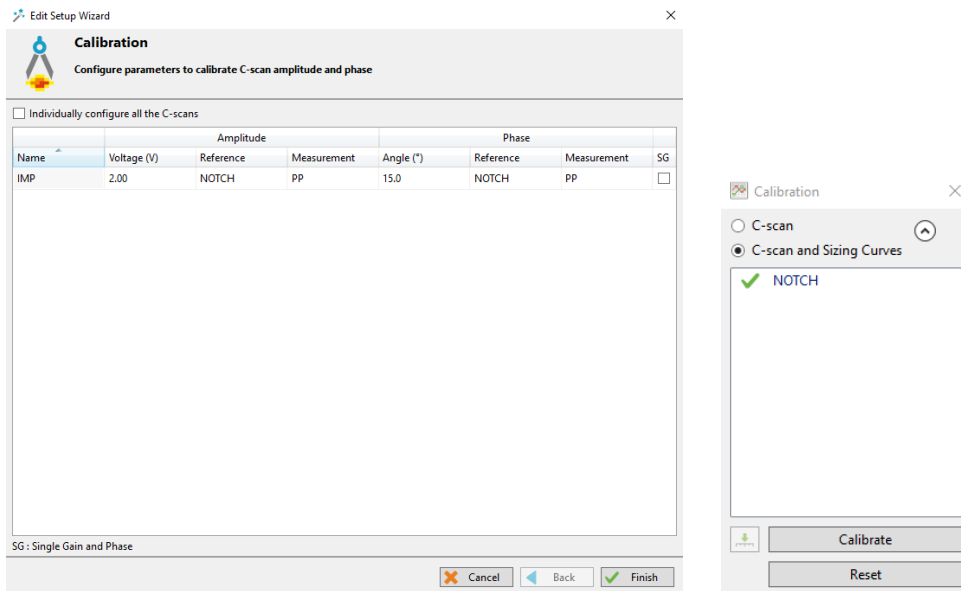 Edit Setup Wizard
Calibration
Configure parameters to calibrate C-scan amplitude and phase
Individually configure all the C-scans
Amplitude Phase
Name Voltage (V) Reference Measurement Angle (°) Reference Measurement SG
IMP 2.00 NOTCH PP 15.0 NOTCH PP
SG : Single Gain and Phase
Cancel Back Finish
Calibration
C-scan
C-scan and Sizing Curves
NOTCH
Calibrate
Reset